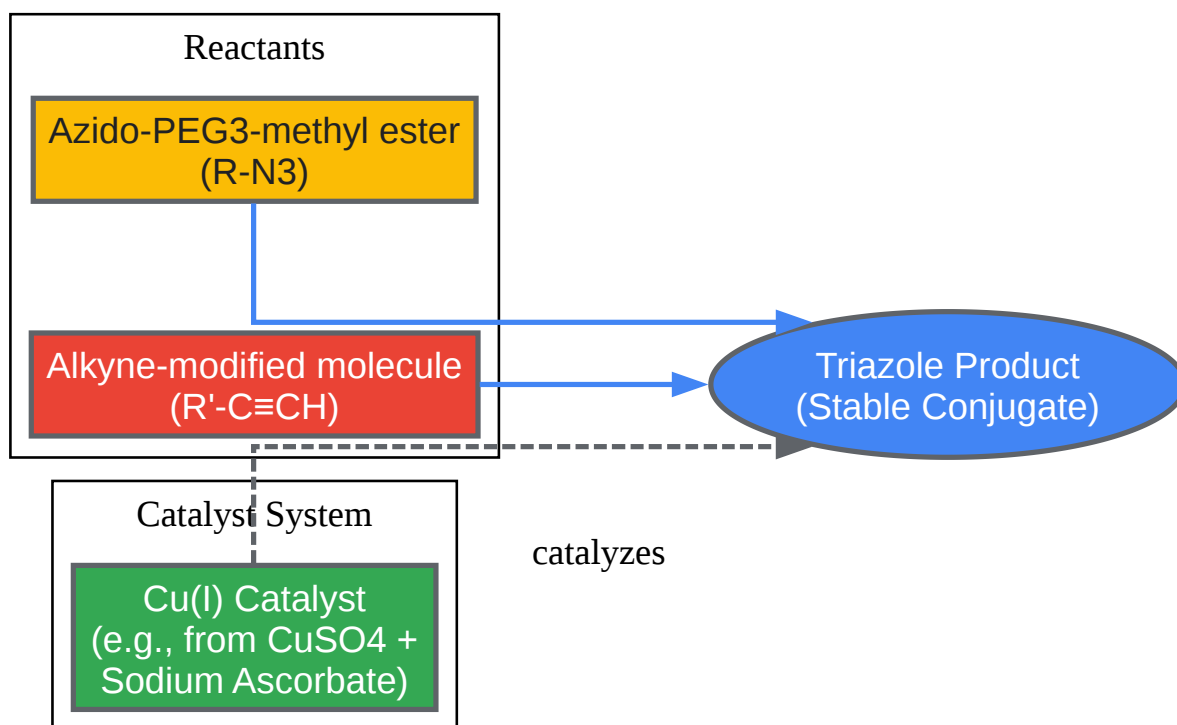 Reactants
Azido-PEG3-methyl ester
(R-N3)
Alkyne-modified molecule
(R'-C≡CH)
Triazole Product
(Stable Conjugate)
Catalyst System
catalyzes
Cu(I) Catalyst
(e.g., from CuSO4 +
Sodium Ascorbate)